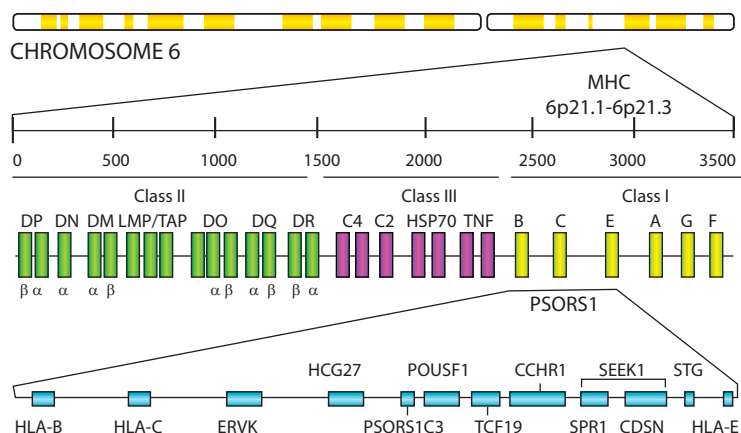 CHROMOSOME 6
MHC
6p21.1-6p21.3
0 500 1000 1500 2000 2500 3000 3500
Class II Class III Class I
DP DN DM LMP/TAP DO DQ DR C4 C2 HSP70 TNF B C E A G F
β α α α β α β α β β α
PSORS1
HCG27 POUSF1 CCHR1 SEEK1 STG
HLA-B HLA-C ERVK PSORS1C3 TCF19 SPR1 CDSN HLA-E